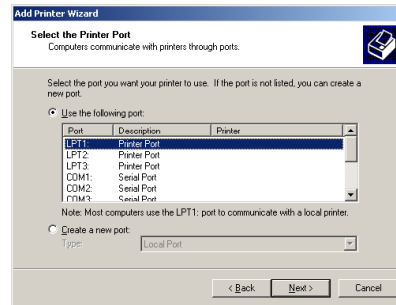 Add Printer Wizard
Select the Printer Port
Computers communicate with printers through ports.
Select the port you want your printer to use. If the port is not listed, you can create a
new port.
Use the following port:
Port Description Printer
LPT1: Printer Port
LPT2: Printer Port
LPT3: Printer Port
COM1: Serial Port
COM2: Serial Port
COM3: Serial Port
Note: Most computers use the LPT1: port to communicate with a local printer.
Create a new port:
Type: Local Port
< Back Next > Cancel